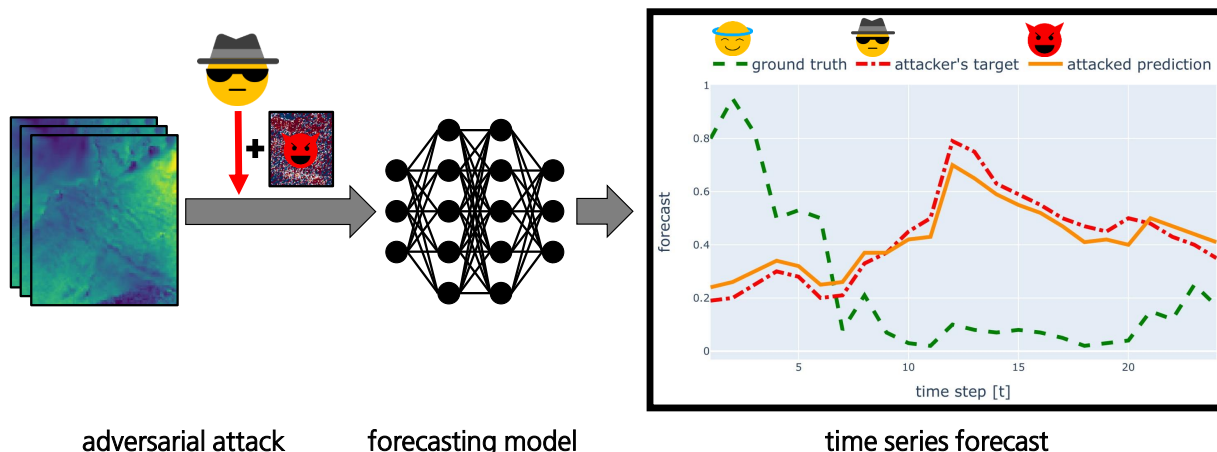 ground truth attacker's target attacked prediction
1
0.8
0.6
0.4
0.2
0
forecast
5 10 15 20
time step [t]
+
adversarial attack forecasting model time series forecast